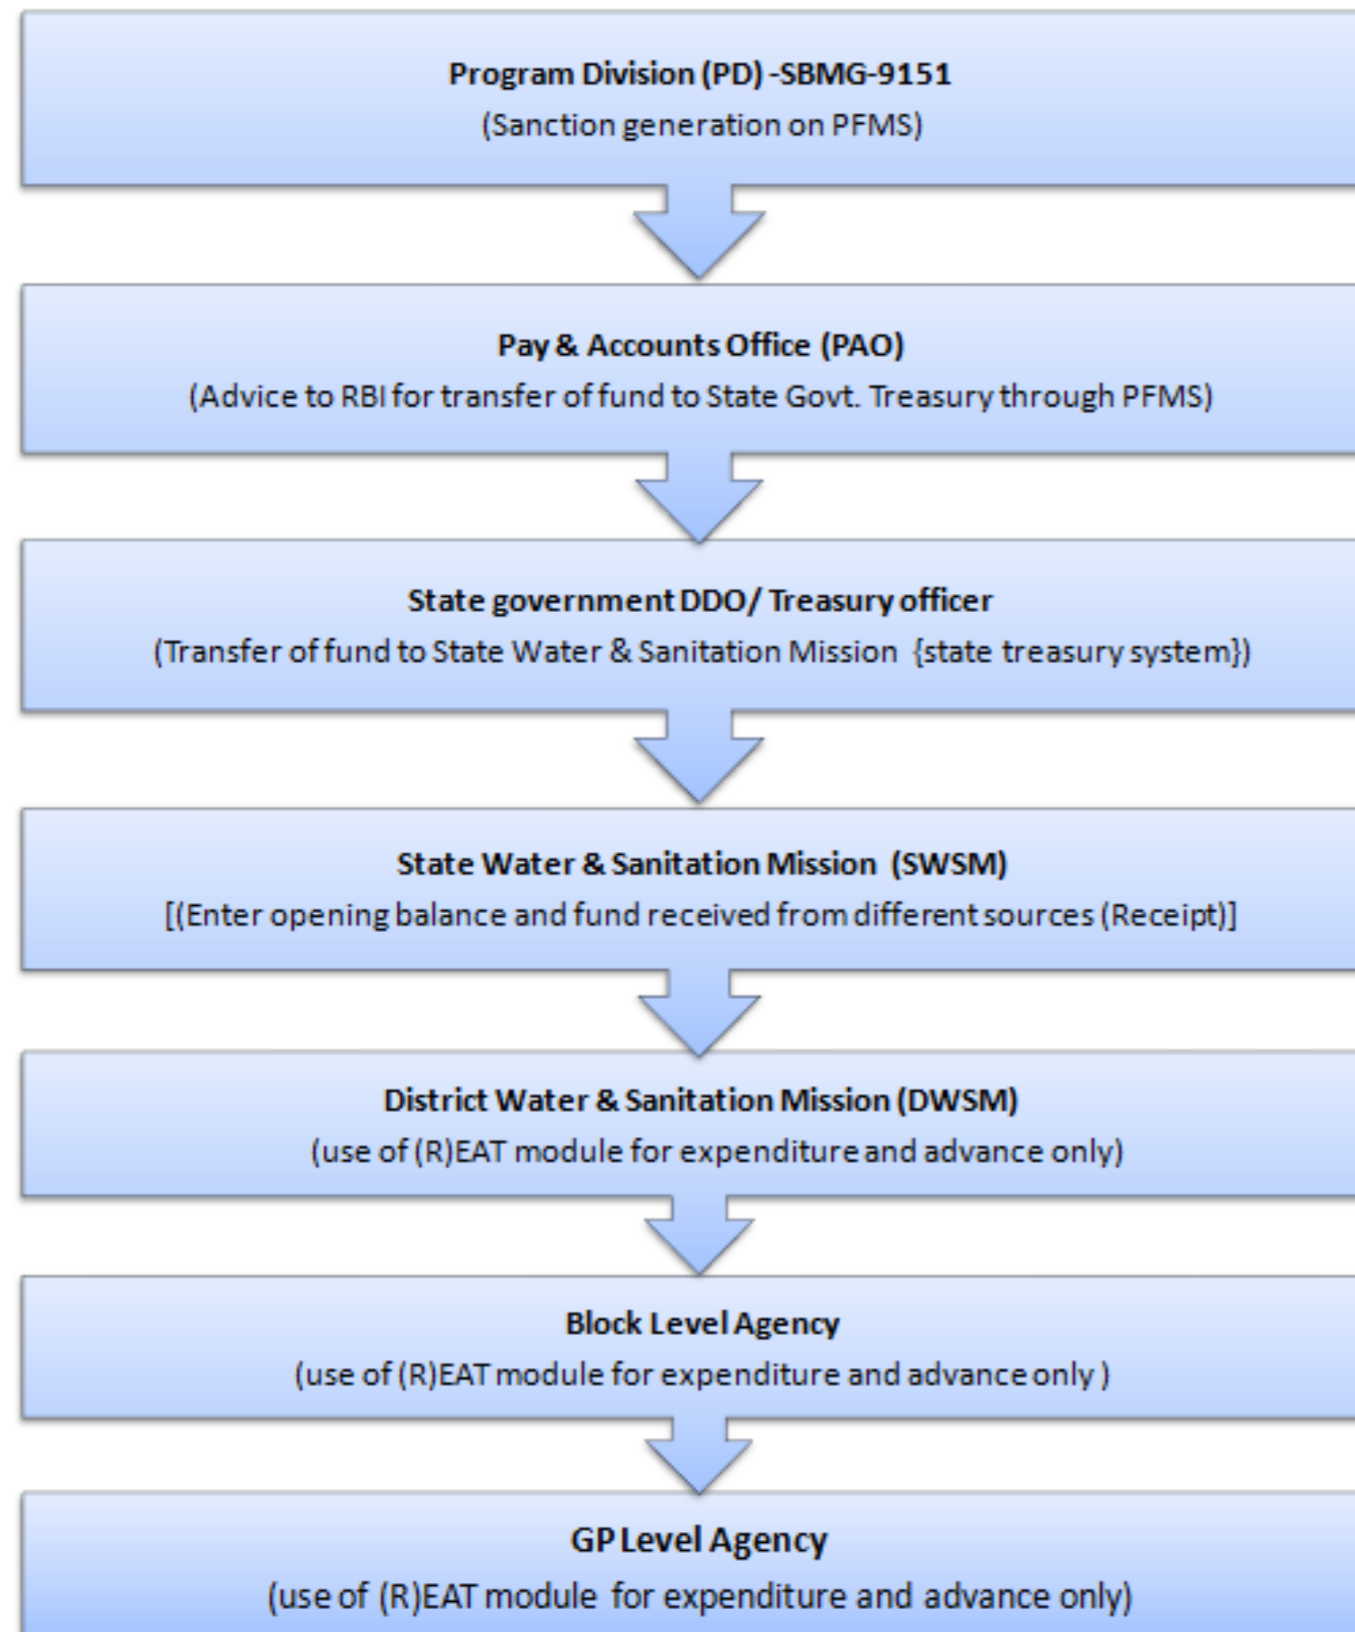 Program Division (PD) -SBMG-9151
(Sanction generation on PFMS)
Pay & Accounts Office (PAO)
(Advice to RBI for transfer of fund to State Govt. Treasury through PFMS)
State government DDO/ Treasury officer
(Transfer of fund to State Water & Sanitation Mission {state treasury system})
State Water & Sanitation Mission (SWSM)
[(Enter opening balance and fund received from different sources (Receipt)]
District Water & Sanitation Mission (DWSM)
(use of (R)EAT module for expenditure and advance only)
Block Level Agency
(use of (R)EAT module for expenditure and advance only )
GP Level Agency
(use of (R)EAT module for expenditure and advance only)